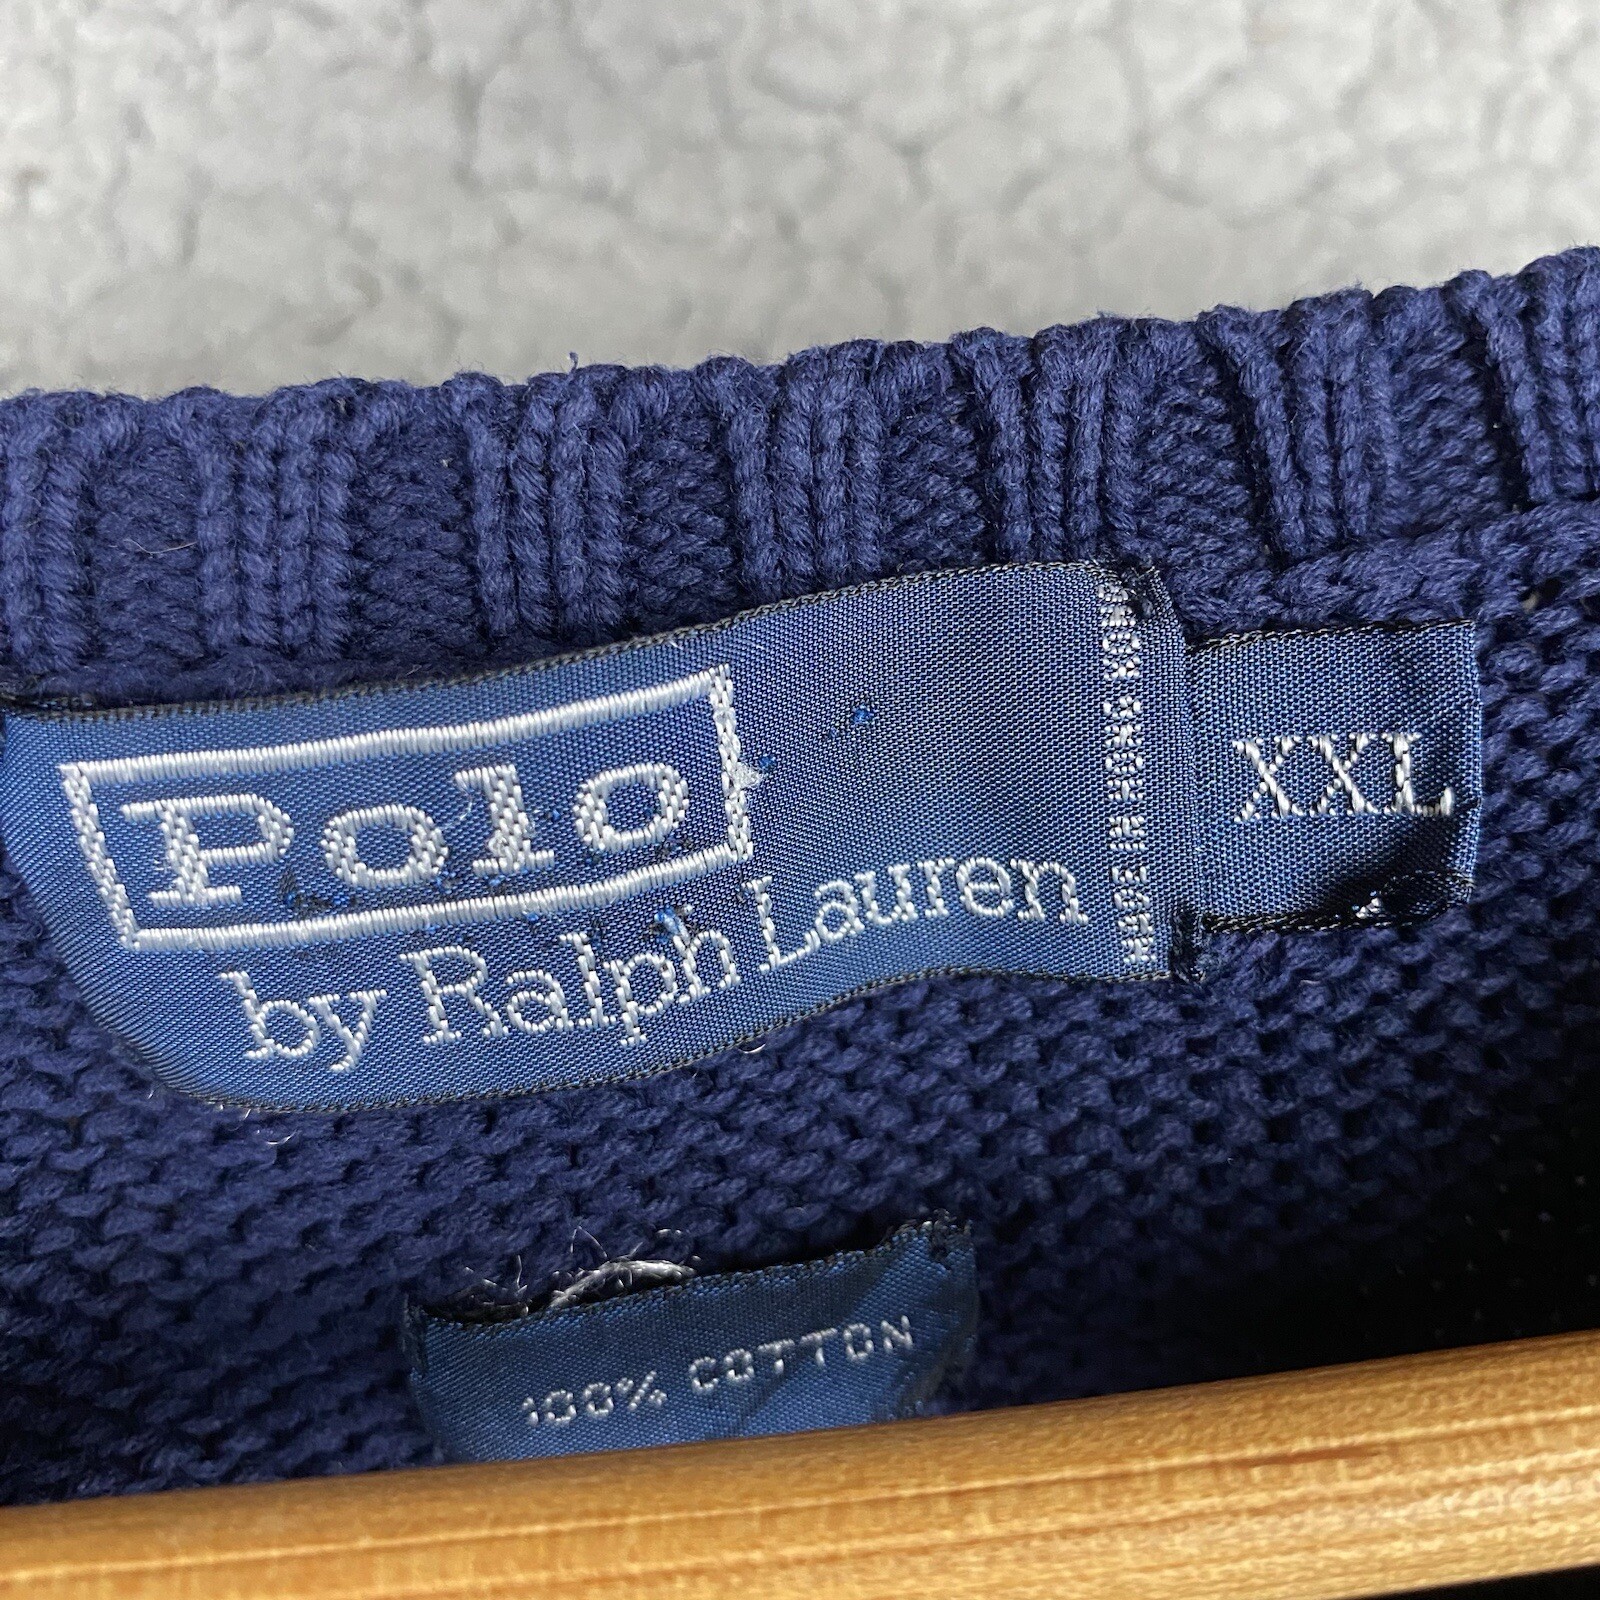 Polo
by Ralph Lauren
XXL
100% COTTON